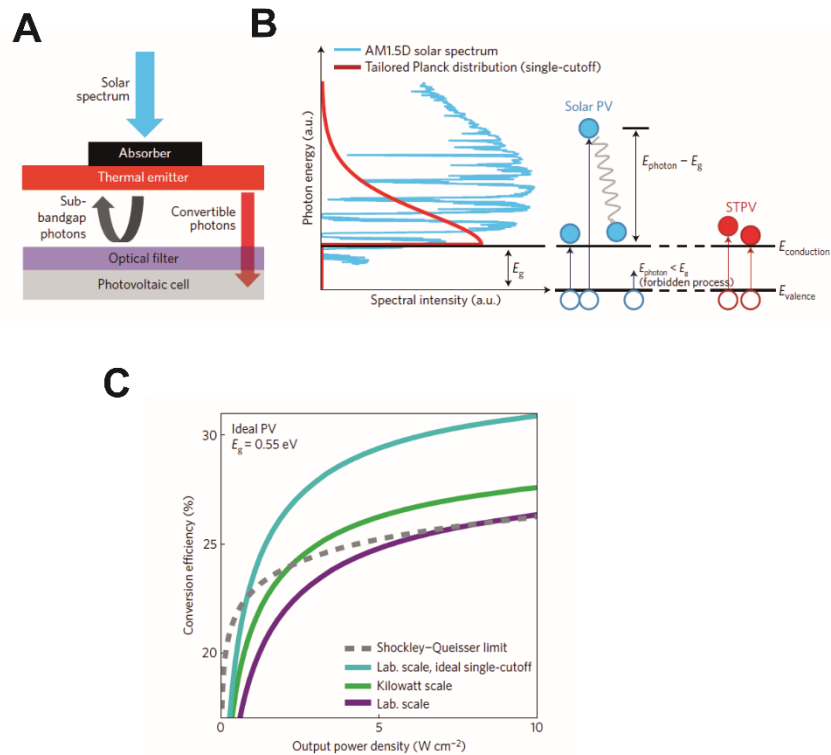 A
Solar
spectrum
Absorber
Thermal emitter
Sub-
bandgap
photons
Convertible
photons
Optical filter
Photovoltaic cell
B
AM1.5D solar spectrum
Tailored Planck distribution (single-cutoff)
Photon energy (a.u.)
Spectral intensity (a.u.)
Eg
Solar PV
Ephoton – Eg
STPV
Econduction
Ephoton < Eg
(forbidden process)
Evalence
C
Ideal PV
Eg = 0.55 eV
Conversion efficiency (%)
30
25
20
Shockley–Queisser limit
Lab. scale, ideal single-cutoff
Kilowatt scale
Lab. scale
0
5
10
Output power density (W cm⁻²)